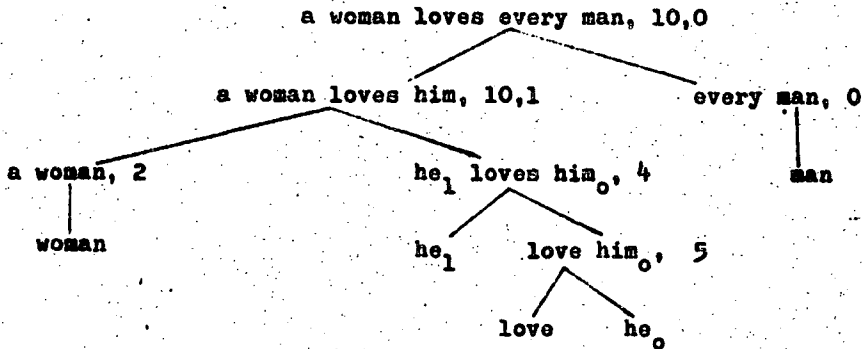 a woman loves every man, 10,0
a woman loves him, 10,1 every man, 0
a woman, 2 he₁ loves him₀, 4 man
woman he₁ love him₀, 5
love he₀